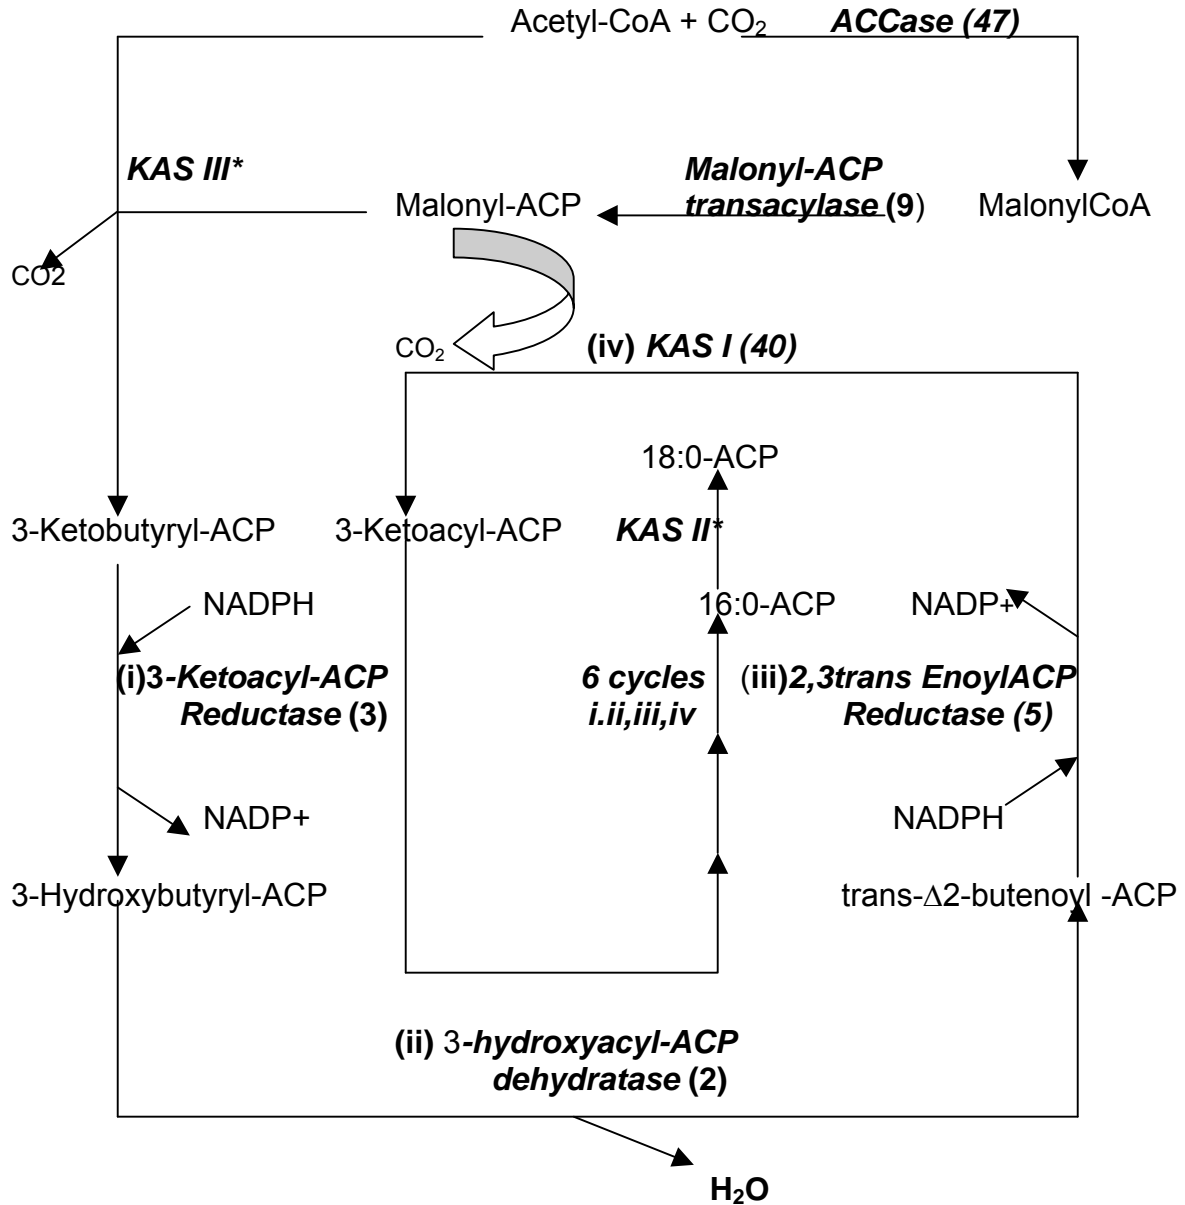 Acetyl-CoA + CO₂ ACCase (47)
KAS III*
Malonyl-ACP
transacylase (9)
Malonyl-ACP
MalonylCoA
CO2
CO₂
(iv) KAS I (40)
18:0-ACP
3-Ketobutyryl-ACP
3-Ketoacyl-ACP
KAS II*
NADPH
16:0-ACP
NADP+
(i)3-Ketoacyl-ACP
Reductase (3)
6 cycles
i.ii,iii,iv
(iii)2,3trans EnoylACP
Reductase (5)
NADP+
NADPH
3-Hydroxybutyryl-ACP
trans-Δ2-butenoyl -ACP
(ii) 3-hydroxyacyl-ACP
dehydratase (2)
H₂O